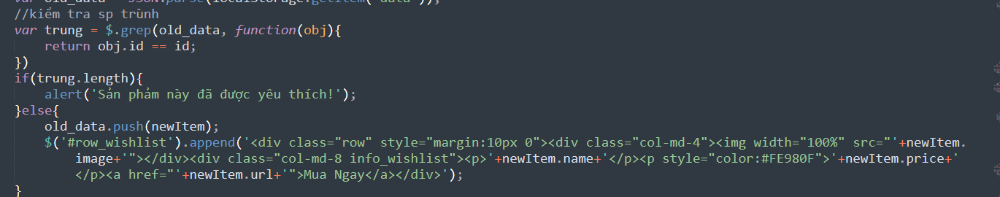 var old_data = JSON.parse(localStorage.getItem('data'));
//kiểm tra sp trùnh
var trung = $.grep(old_data, function(obj){
return obj.id == id;
})
if(trung.length){
alert('Sản phảm này đã được yêu thích!');
}else{
old_data.push(newItem);
$('#row_wishlist').append('<div class="row" style="margin:10px 0"><div class="col-md-4"><img width="100%" src="'+newItem.
image+'"></div><div class="col-md-8 info_wishlist"><p>'+newItem.name+'</p><p style="color:#FE980F">'+newItem.price+'
</p><a href="'+newItem.url+'">Mua Ngay</a></div>');
}